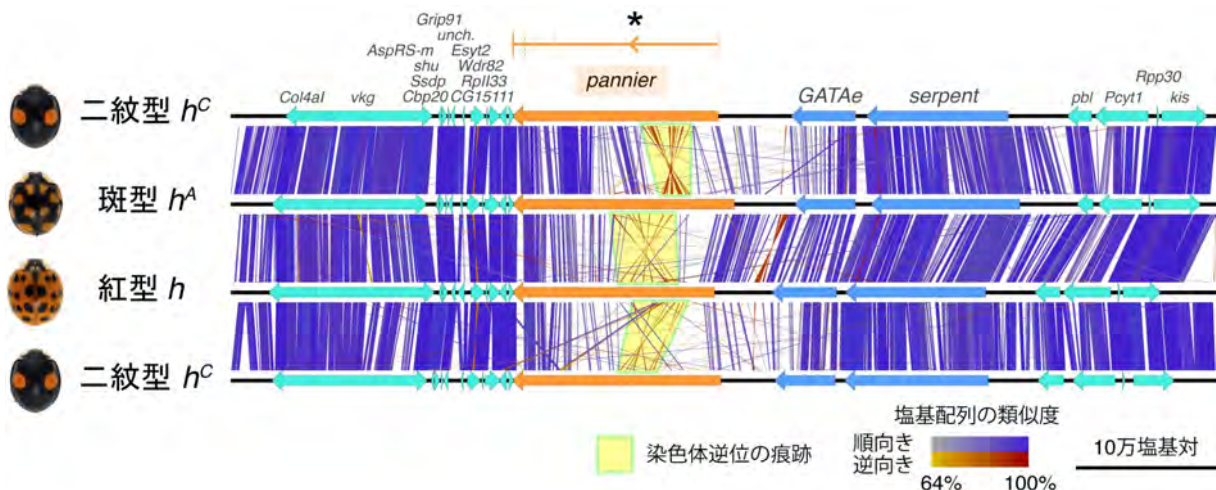 Grip91
unch.
AspRS-m Esyt2
shu Wdr82
Ssdp RpII33
Col4aI vkg Cbp20 CG15111
*
pannier
GATAe serpent
Rpp30
pbl Pcyt1 kis
二紋型 hC
斑型 hA
紅型 h
二紋型 hC
染色体逆位の痕跡
塩基配列の類似度
順向き
逆向き
64% 100%
10万塩基対